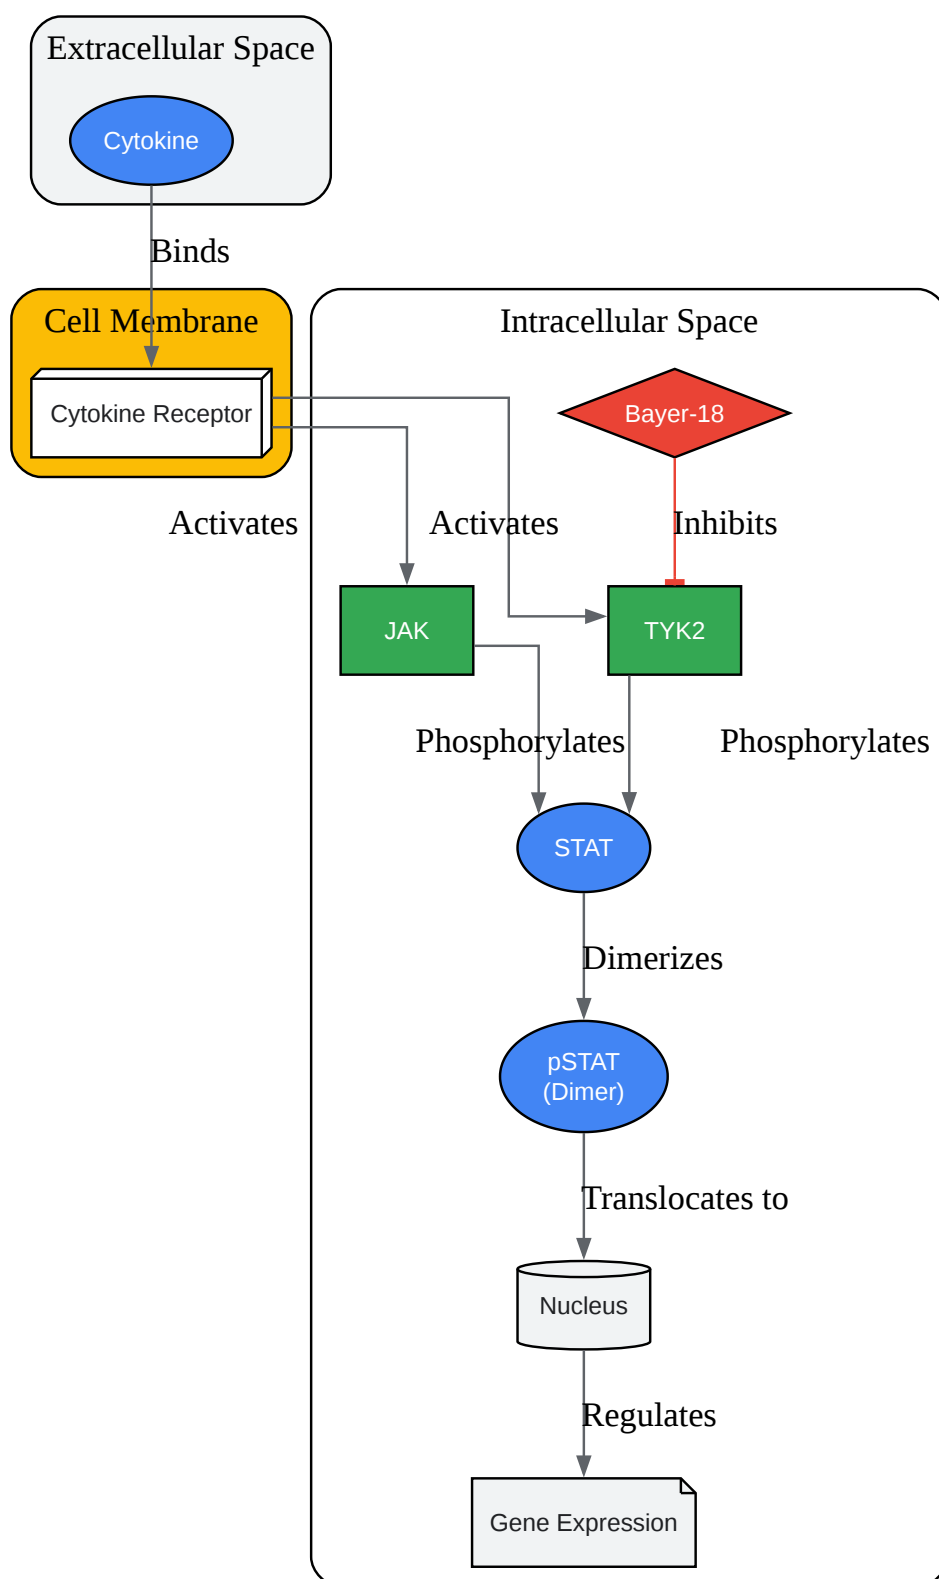 Extracellular Space
Cytokine
Binds
Cell Membrane
Cytokine Receptor
Intracellular Space
Bayer-18
Activates
Activates
Inhibits
JAK
TYK2
Phosphorylates
Phosphorylates
STAT
Dimerizes
pSTAT
(Dimer)
Translocates to
Nucleus
Regulates
Gene Expression